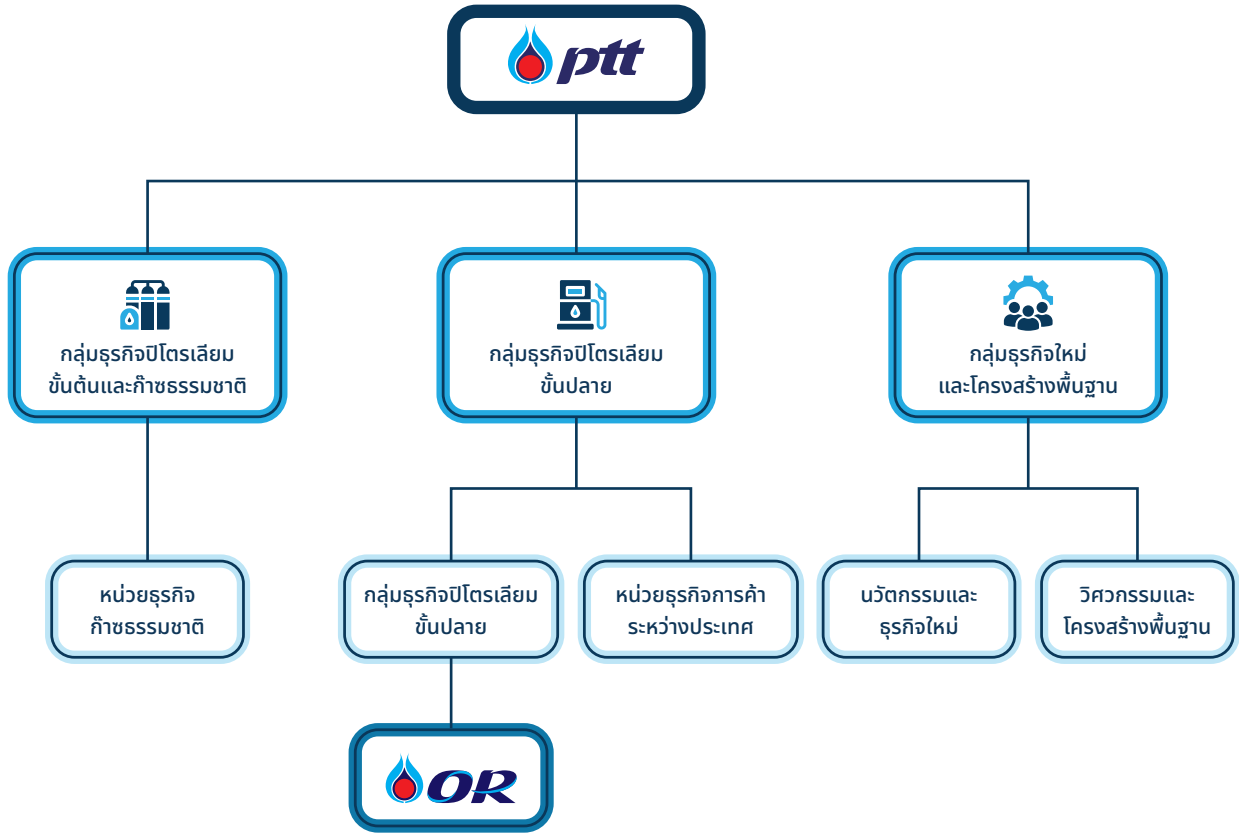 ptt
กลุ่มธุรกิจปิโตรเลียม
ขั้นต้นและก๊าซธรรมชาติ
กลุ่มธุรกิจปิโตรเลียม
ขั้นปลาย
กลุ่มธุรกิจใหม่
และโครงสร้างพื้นฐาน
หน่วยธุรกิจ
ก๊าซธรรมชาติ
กลุ่มธุรกิจปิโตรเลียม
ขั้นปลาย
หน่วยธุรกิจการค้า
ระหว่างประเทศ
นวัตกรรมและ
ธุรกิจใหม่
วิศวกรรมและ
โครงสร้างพื้นฐาน
OR